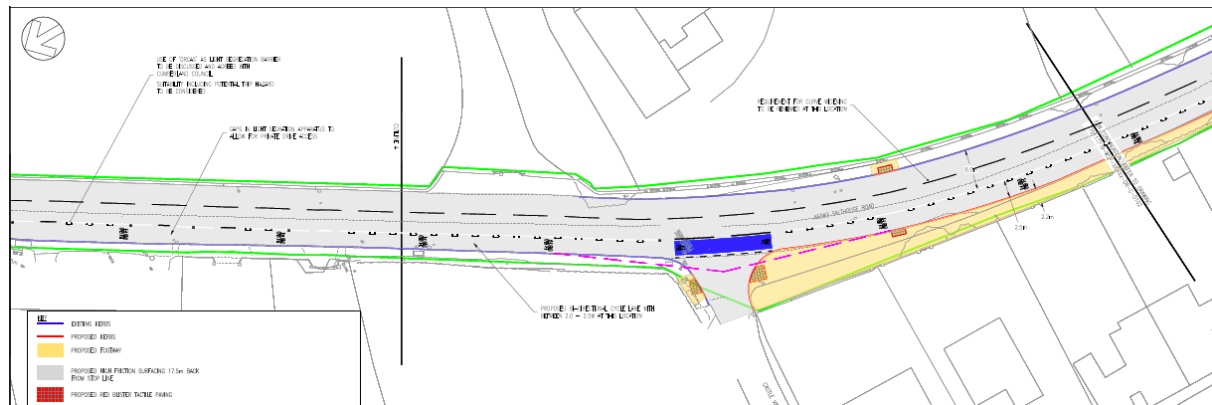 USE OF 'ORCAS' AS LIGHT SEGREGATION BARRIER
TO BE DISCUSSED AND AGREED WITH
CUMBERLAND COUNCIL
SUITABILITY INCLUDING POTENTIAL TRIP HAZARD
TO BE CONSIDERED
GAPS IN LIGHT SEGRATION APPARATUS TO
ALLOW FOR PRIVATE DRIVE ACCESS
REQUIREMENT FOR CURVE WIDENING
TO BE REVIEWED AT THIS LOCATION
SALTHOUSE ROAD
2.2m
2.5m
PROPOSED BI-DIRECTIONAL CYCLE LANE WITH
BETWEEN 2.0 - 2.5M AT THIS LOCATION
KEY
EXISTING KERBS
PROPOSED KERBS
PROPOSED FOOTWAY
PROPOSED HIGH FRICTION SURFACING 17.5m BACK
FROM STOP LINE
PROPOSED RED BLISTER TACTILE PAVING